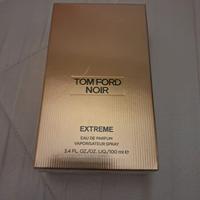 TOM FORD
NOIR
EXTREME
EAU DE PARFUM
VAPORISATEUR SPRAY
3.4 FL.OZ./OZ. LIQ./100 ml ℮